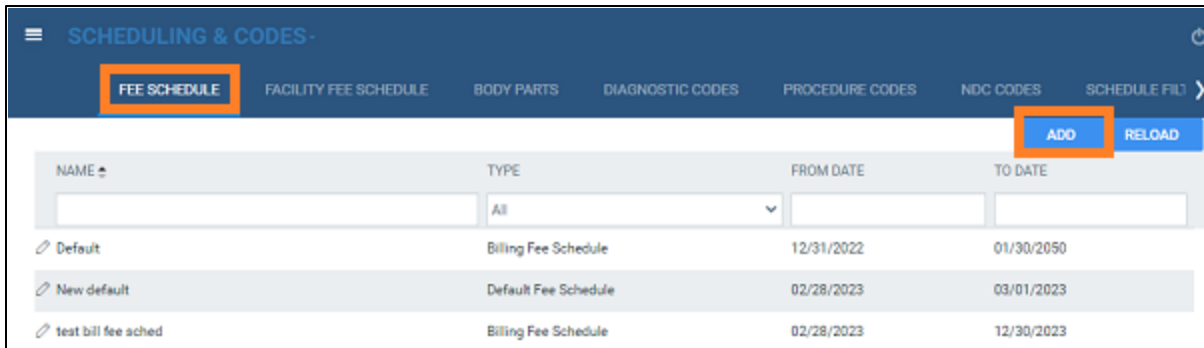 SCHEDULING & CODES-
FEE SCHEDULE FACILITY FEE SCHEDULE BODY PARTS DIAGNOSTIC CODES PROCEDURE CODES NDC CODES SCHEDULE FILT
ADD RELOAD
NAME TYPE FROM DATE TO DATE
All
Default Billing Fee Schedule 12/31/2022 01/30/2050
New default Default Fee Schedule 02/28/2023 03/01/2023
test bill fee sched Billing Fee Schedule 02/28/2023 12/30/2023